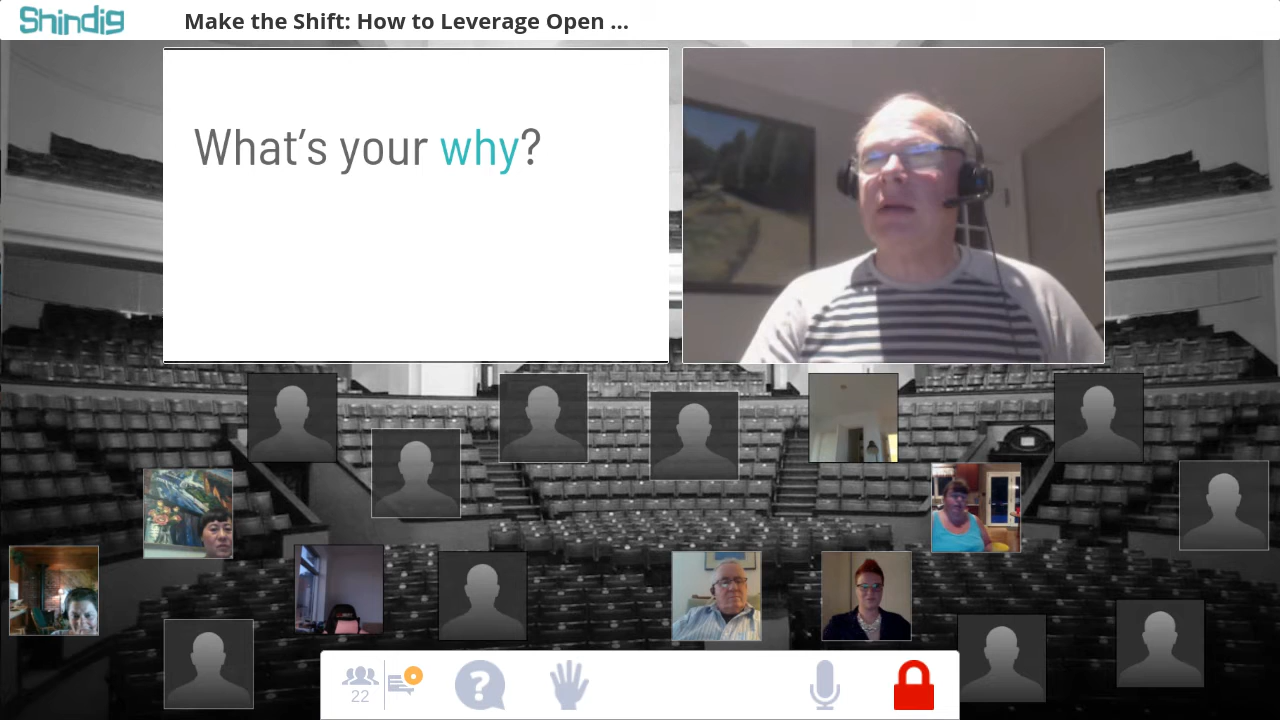 Shindig
Make the Shift: How to Leverage Open ...
What's your why?
?
22